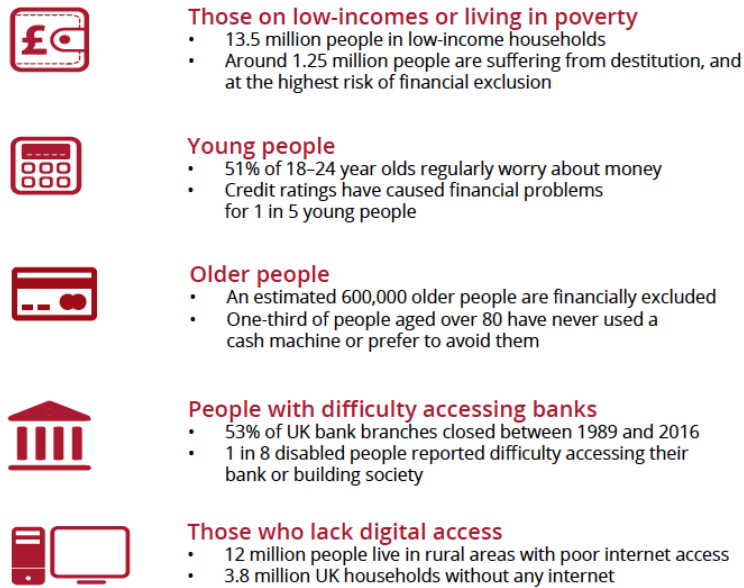 Those on low-incomes or living in poverty
• 13.5 million people in low-income households
• Around 1.25 million people are suffering from destitution, and
at the highest risk of financial exclusion
£
Young people
• 51% of 18–24 year olds regularly worry about money
• Credit ratings have caused financial problems
for 1 in 5 young people
Older people
• An estimated 600,000 older people are financially excluded
• One-third of people aged over 80 have never used a
cash machine or prefer to avoid them
People with difficulty accessing banks
• 53% of UK bank branches closed between 1989 and 2016
• 1 in 8 disabled people reported difficulty accessing their
bank or building society
Those who lack digital access
• 12 million people live in rural areas with poor internet access
• 3.8 million UK households without any internet